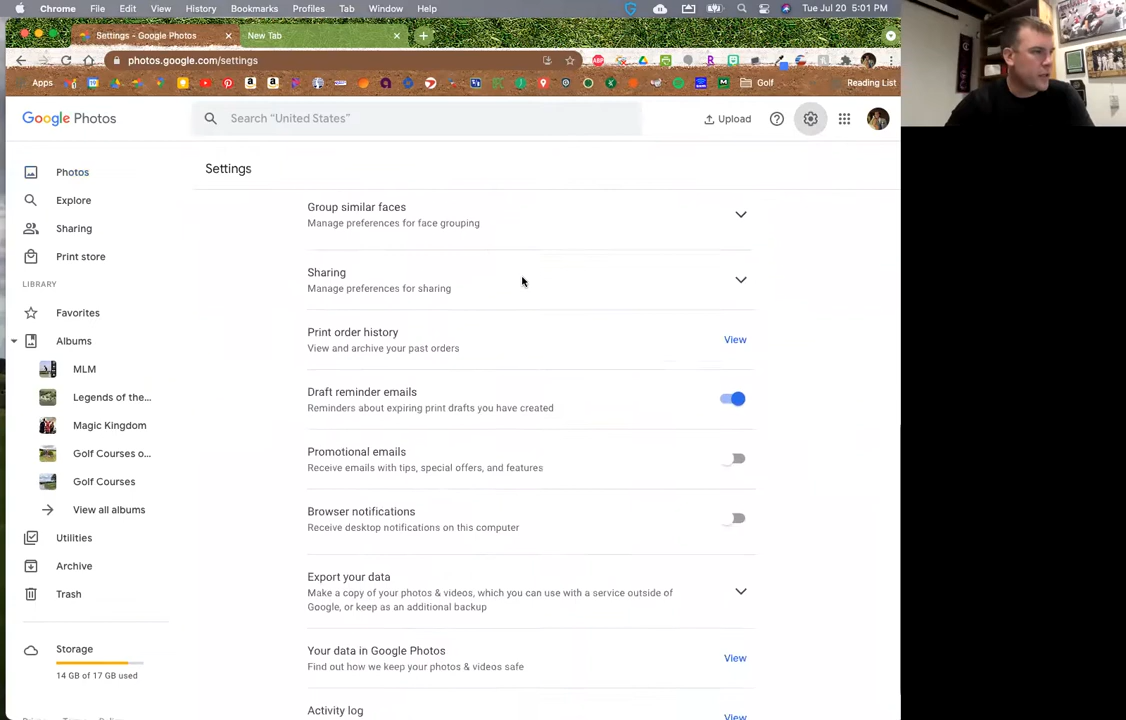 Chrome File Edit View History Bookmarks Profiles Tab Window Help Tue Jul 20 5:01 PM
Settings - Google Photos New Tab
photos.google.com/settings
Apps Golf Reading List
Google Photos Search “United States” Upload
Settings
Photos
Explore
Sharing
Print store
LIBRARY
Favorites
Albums
MLM
Legends of the...
Magic Kingdom
Golf Courses o...
Golf Courses
View all albums
Utilities
Archive
Trash
Storage
14 GB of 17 GB used
Group similar faces
Manage preferences for face grouping
Sharing
Manage preferences for sharing
Print order history
View and archive your past orders
View
Draft reminder emails
Reminders about expiring print drafts you have created
Promotional emails
Receive emails with tips, special offers, and features
Browser notifications
Receive desktop notifications on this computer
Export your data
Make a copy of your photos & videos, which you can use with a service outside of
Google, or keep as an additional backup
Your data in Google Photos
Find out how we keep your photos & videos safe
View
Activity log
View